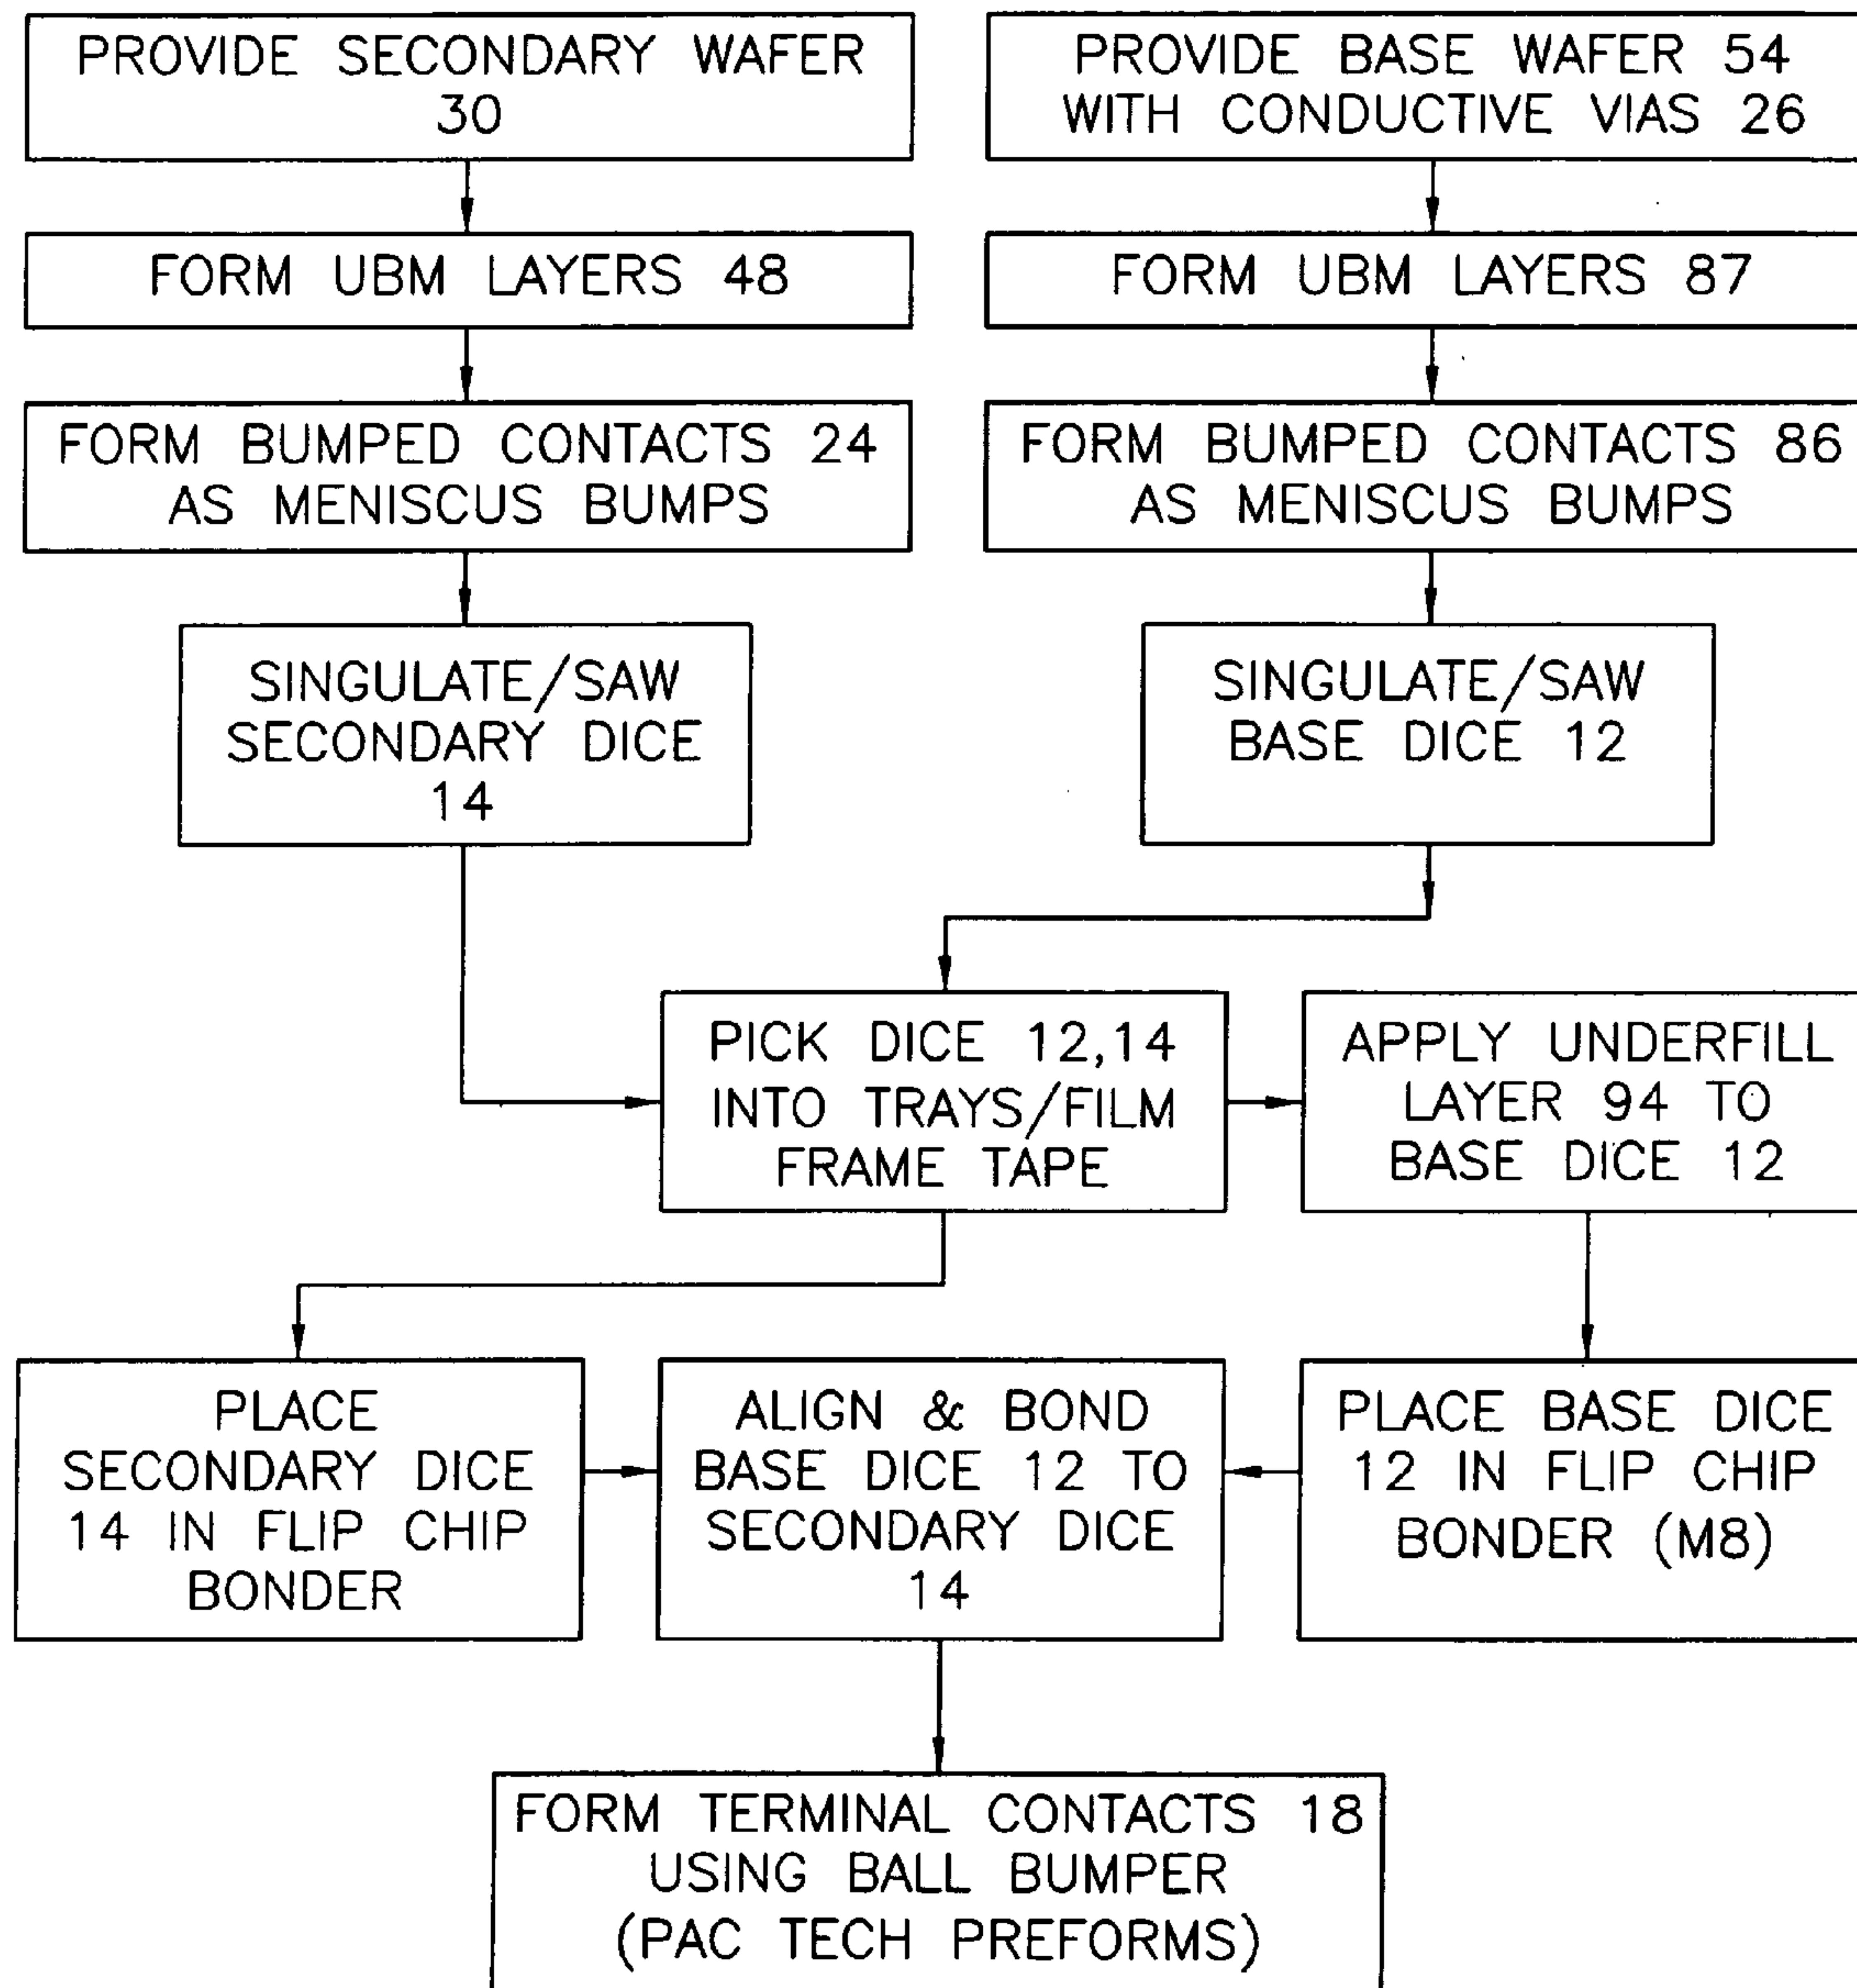 PROVIDE SECONDARY WAFER
30
PROVIDE BASE WAFER 54
WITH CONDUCTIVE VIAS 26
FORM UBM LAYERS 48
FORM UBM LAYERS 87
FORM BUMPED CONTACTS 24
AS MENISCUS BUMPS
FORM BUMPED CONTACTS 86
AS MENISCUS BUMPS
SINGULATE/SAW
SECONDARY DICE
14
SINGULATE/SAW
BASE DICE 12
PICK DICE 12,14
INTO TRAYS/FILM
FRAME TAPE
APPLY UNDERFILL
LAYER 94 TO
BASE DICE 12
PLACE
SECONDARY DICE
14 IN FLIP CHIP
BONDER
ALIGN & BOND
BASE DICE 12 TO
SECONDARY DICE
14
PLACE BASE DICE
12 IN FLIP CHIP
BONDER (M8)
FORM TERMINAL CONTACTS 18
USING BALL BUMPER
(PAC TECH PREFORMS)